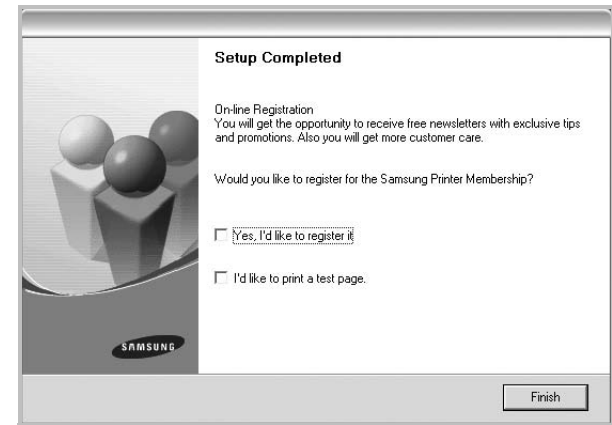 Setup Completed
On-line Registration
You will get the opportunity to receive free newsletters with exclusive tips
and promotions. Also you will get more customer care.
Would you like to register for the Samsung Printer Membership?
Yes, I'd like to register it
I'd like to print a test page.
SAMSUNG
Finish